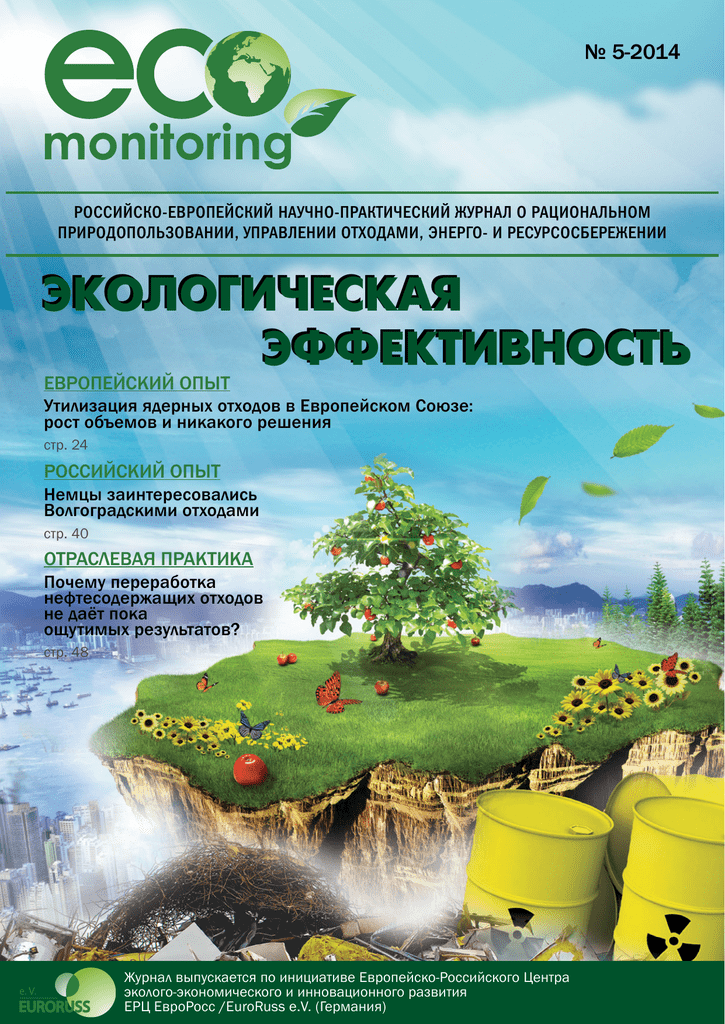 eco
monitoring
№ 5-2014
РОССИЙСКО-ЕВРОПЕЙСКИЙ НАУЧНО-ПРАКТИЧЕСКИЙ ЖУРНАЛ О РАЦИОНАЛЬНОМ
ПРИРОДОПОЛЬЗОВАНИИ, УПРАВЛЕНИИ ОТХОДАМИ, ЭНЕРГО- И РЕСУРСОСБЕРЕЖЕНИИ
ЭКОЛОГИЧЕСКАЯ
ЭФФЕКТИВНОСТЬ
ЕВРОПЕЙСКИЙ ОПЫТ
Утилизация ядерных отходов в Европейском Союзе:
рост объемов и никакого решения
стр. 24
РОССИЙСКИЙ ОПЫТ
Немцы заинтересовались
Волгоградскими отходами
стр. 40
ОТРАСЛЕВАЯ ПРАКТИКА
Почему переработка
нефтесодержащих отходов
не даёт пока
ощутимых результатов?
стр. 48
e.V.
EURORUSS
Журнал выпускается по инициативе Европейско-Российского Центра
эколого-экономического и инновационного развития
ЕРЦ ЕвроРосс /EuroRuss e.V. (Германия)